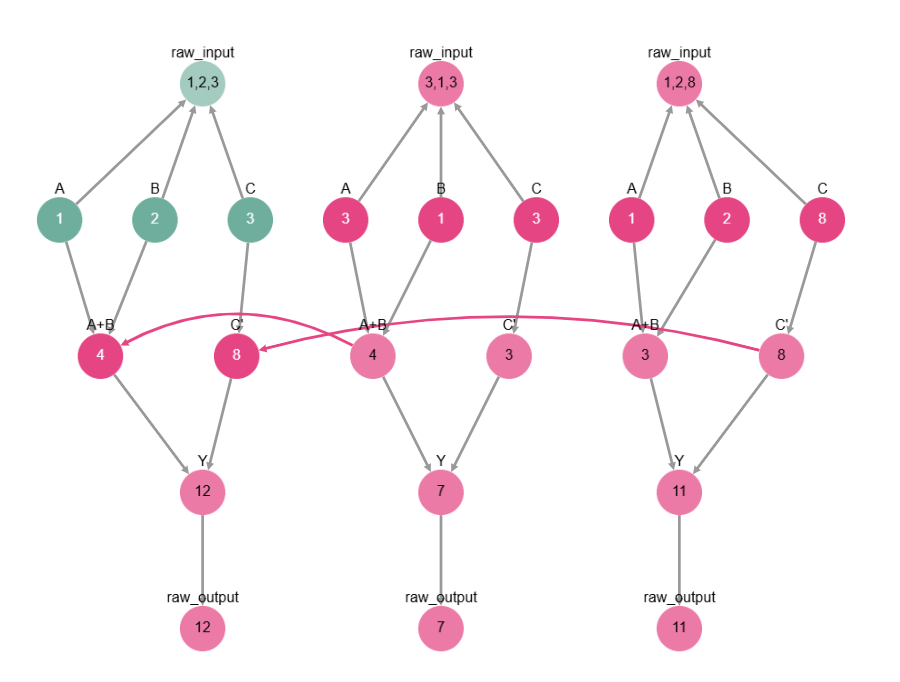 raw_input raw_input raw_input
1,2,3 3,1,3 1,2,8
A B C A B C A B C
1 2 3 3 1 3 1 2 8
A+B C' A+B C' A+B C'
4 8 4 3 3 8
Y Y Y
12 7 11
raw_output raw_output raw_output
12 7 11